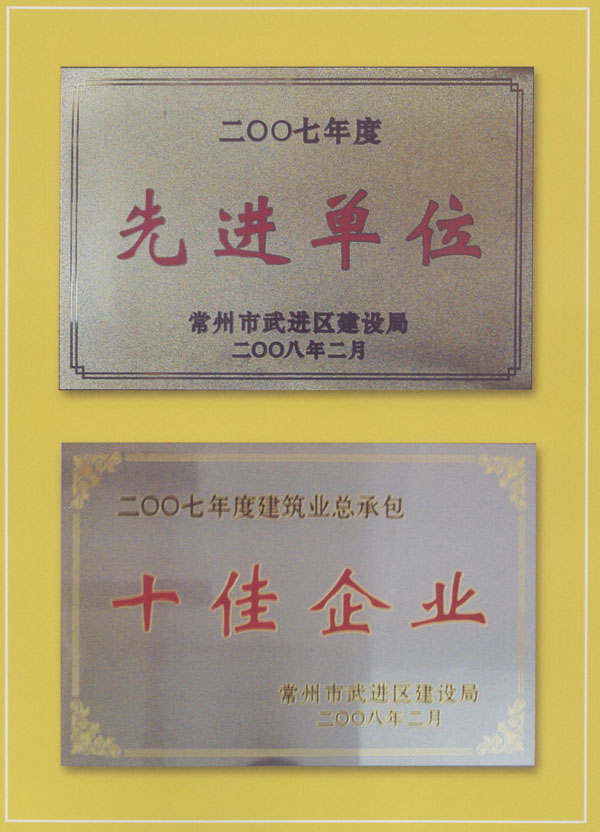 二〇〇七年度
先进单位
常州市武进区建设局
二〇〇八年二月
二〇〇七年度建筑业总承包
十佳企业
常州市武进区建设局
二〇〇八年二月